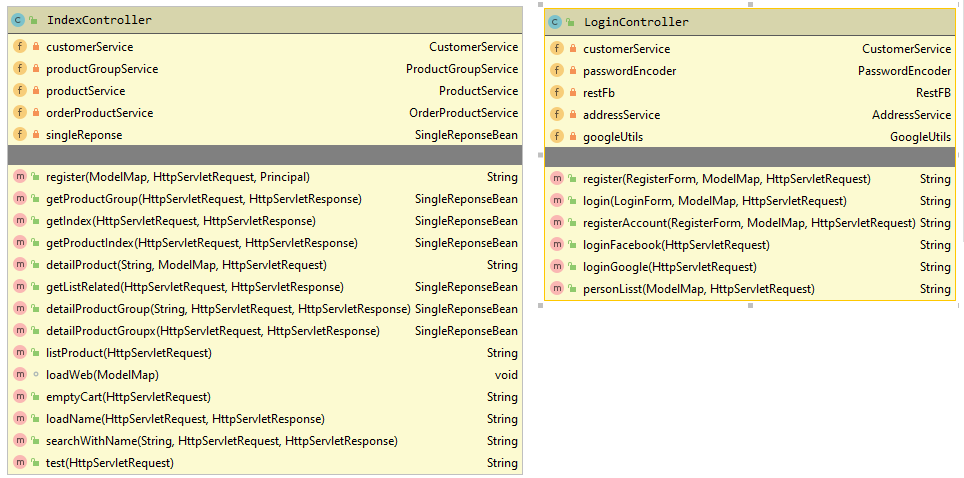 C IndexController
f customerService CustomerService
f productGroupService ProductGroupService
f productService ProductService
f orderProductService OrderProductService
f singleReponse SingleReponseBean
m register(ModelMap, HttpServletRequest, Principal) String
m getProductGroup(HttpServletRequest, HttpServletResponse) SingleReponseBean
m getIndex(HttpServletRequest, HttpServletResponse) SingleReponseBean
m getProductIndex(HttpServletRequest, HttpServletResponse) SingleReponseBean
m detailProduct(String, ModelMap, HttpServletRequest) String
m getListRelated(HttpServletRequest, HttpServletResponse) SingleReponseBean
m detailProductGroup(String, HttpServletRequest, HttpServletResponse) SingleReponseBean
m detailProductGroupx(HttpServletRequest, HttpServletResponse) SingleReponseBean
m listProduct(HttpServletRequest) String
m loadWeb(ModelMap) void
m emptyCart(HttpServletRequest) String
m loadName(HttpServletRequest, HttpServletResponse) String
m searchWithName(String, HttpServletRequest, HttpServletResponse) String
m test(HttpServletRequest) String
C LoginController
f customerService CustomerService
f passwordEncoder PasswordEncoder
f restFb RestFB
f addressService AddressService
f googleUtils GoogleUtils
m register(RegisterForm, ModelMap, HttpServletRequest) String
m login(LoginForm, ModelMap, HttpServletRequest) String
m registerAccount(RegisterForm, ModelMap, HttpServletRequest) String
m loginFacebook(HttpServletRequest) String
m loginGoogle(HttpServletRequest) String
m personLisst(ModelMap, HttpServletRequest) String